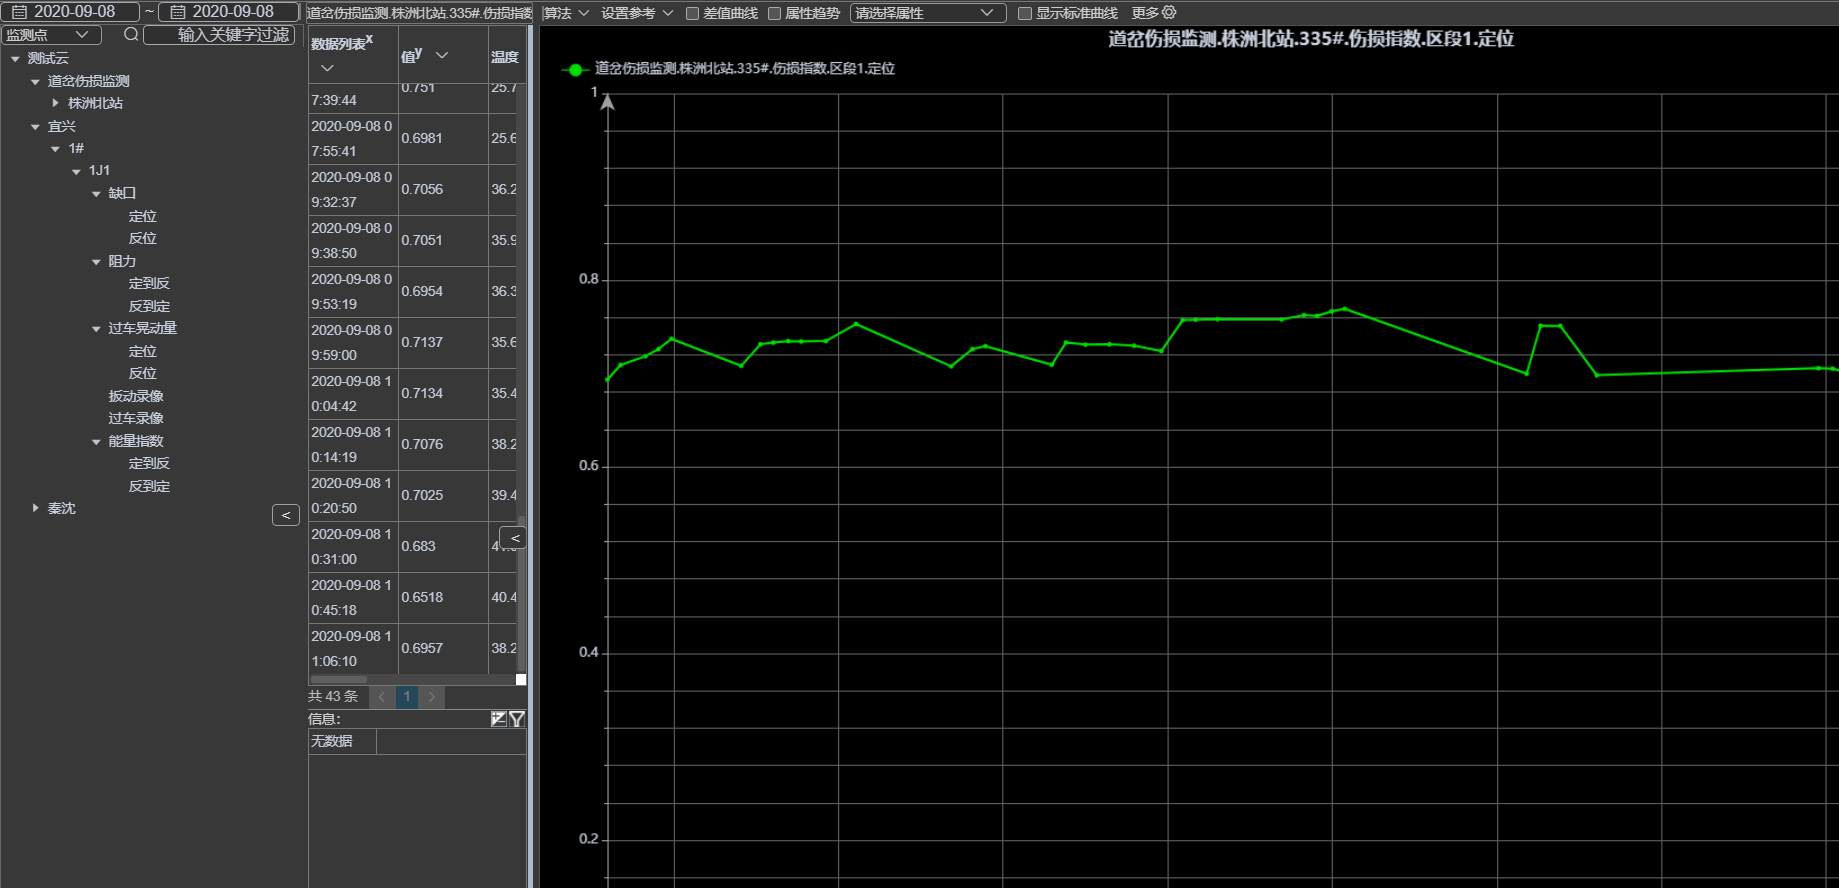 2020-09-08 ~ 2020-09-08
监测点 输入关键字过滤
测试云
道岔伤损监测
株洲北站
宜兴
1#
1J1
缺口
定位
反位
阻力
定到反
反到定
过车晃动量
定位
反位
扳动录像
过车录像
能量指数
定到反
反到定
秦沈
<
道岔伤损监测.株洲北站.335#.伤损指数
数据列表x 值y 温度
7:39:44 0.751 25.7
2020-09-08 0
7:55:41 0.6981 25.6
2020-09-08 0
9:32:37 0.7056 36.2
2020-09-08 0
9:38:50 0.7051 35.9
2020-09-08 0
9:53:19 0.6954 36.3
2020-09-08 0
9:59:00 0.7137 35.6
2020-09-08 1
0:04:42 0.7134 35.4
2020-09-08 1
0:14:19 0.7076 38.2
2020-09-08 1
0:20:50 0.7025 39.4
2020-09-08 1
0:31:00 0.683
<
2020-09-08 1
0:45:18 0.6518 40.4
2020-09-08 1
1:06:10 0.6957 38.2
共 43 条 < 1 >
信息:
无数据
算法 设置参考 差值曲线 属性趋势 请选择属性 显示标准曲线 更多
道岔伤损监测.株洲北站.335#.伤损指数.区段1.定位
道岔伤损监测.株洲北站.335#.伤损指数.区段1.定位
1
0.8
0.6
0.4
0.2